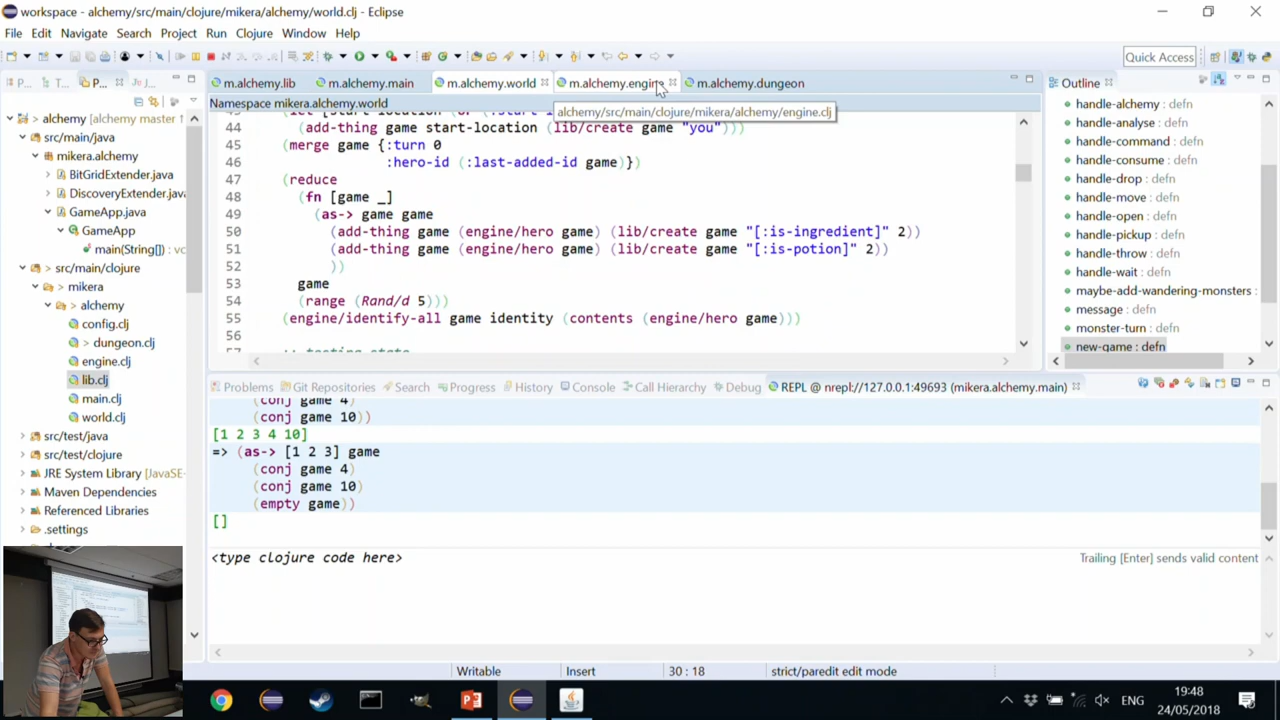 workspace - alchemy/src/main/clojure/mikera/alchemy/world.clj - Eclipse
File Edit Navigate Search Project Run Clojure Window Help
Quick Access
P... T... P... J...
m.alchemy.lib m.alchemy.main m.alchemy.world m.alchemy.engine m.alchemy.dungeon
Outline
Namespace mikera.alchemy.world
alchemy/src/main/clojure/mikera/alchemy/engine.clj
alchemy [alchemy master
src/main/java
mikera.alchemy
BitGridExtender.java
DiscoveryExtender.java
GameApp.java
GameApp
main(String[]) : vc
> src/main/clojure
> mikera
> alchemy
config.clj
> dungeon.clj
engine.clj
lib.clj
main.clj
world.clj
src/test/java
src/test/clojure
JRE System Library [JavaSE-
Maven Dependencies
Referenced Libraries
.settings
44 (add-thing game start-location (lib/create game "you")))
45 (merge game {:turn 0
46 :hero-id (:last-added-id game)})
47 (reduce
48 (fn [game _]
49 (as-> game game
50 (add-thing game (engine/hero game) (lib/create game "[:is-ingredient]" 2))
51 (add-thing game (engine/hero game) (lib/create game "[:is-potion]" 2))
52 ))
53 game
54 (range (Rand/d 5)))
55 (engine/identify-all game identity (contents (engine/hero game)))
56
57 ;; testing state
handle-alchemy : defn
handle-analyse : defn
handle-command : defn
handle-consume : defn
handle-drop : defn
handle-move : defn
handle-open : defn
handle-pickup : defn
handle-throw : defn
handle-wait : defn
maybe-add-wandering-monsters :
message : defn
monster-turn : defn
new-game : defn
Problems Git Repositories Search Progress History Console Call Hierarchy Debug REPL @ nrepl://127.0.0.1:49693 (mikera.alchemy.main)
(conj game 4)
(conj game 10))
[1 2 3 4 10]
=> (as-> [1 2 3] game
(conj game 4)
(conj game 10)
(empty game))
[]
<type clojure code here>
Trailing [Enter] sends valid content
Writable Insert 30 : 18 strict/paredit edit mode
ENG
19:48
24/05/2018